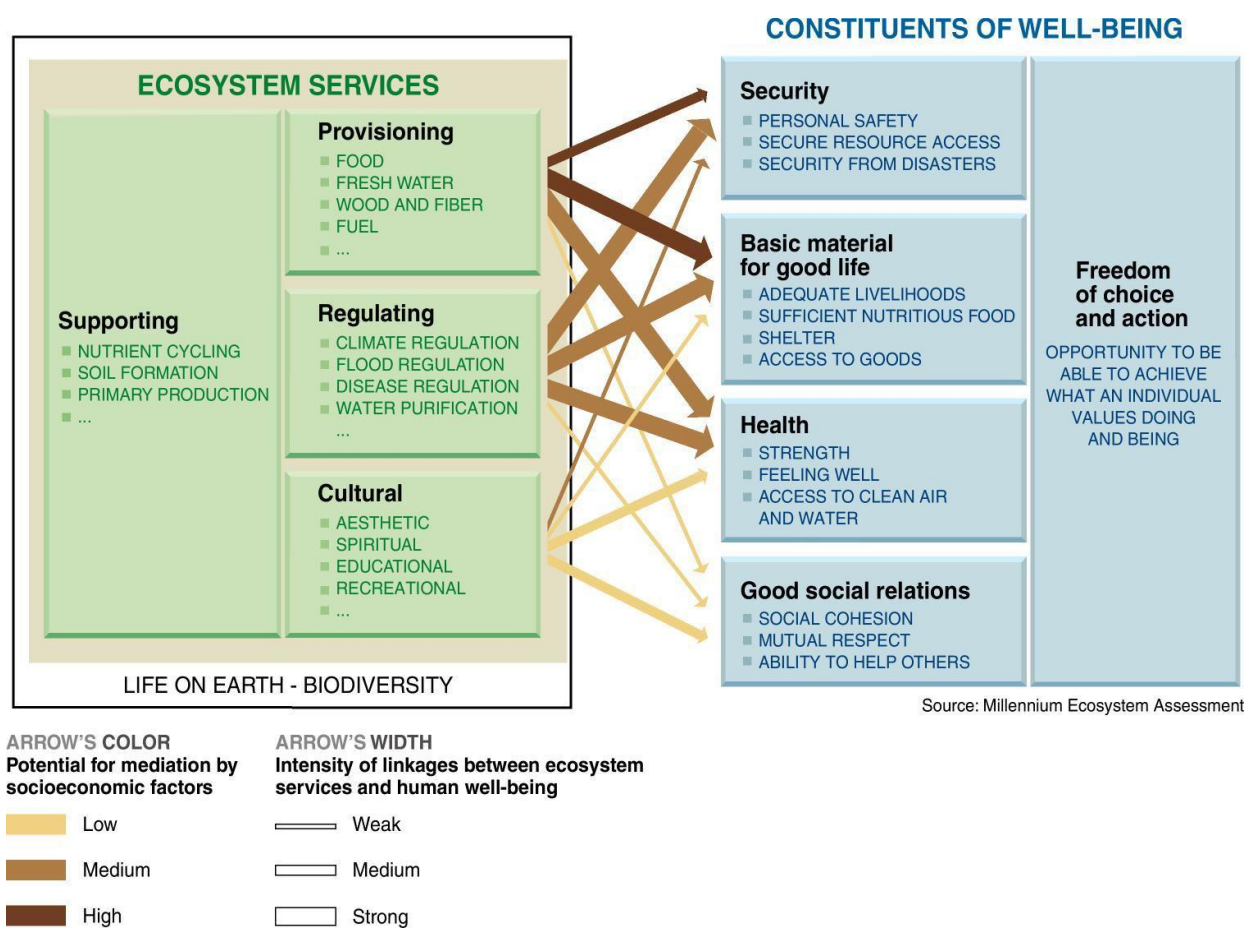 CONSTITUENTS OF WELL-BEING
ECOSYSTEM SERVICES
Supporting
NUTRIENT CYCLING
SOIL FORMATION
PRIMARY PRODUCTION
...
Provisioning
FOOD
FRESH WATER
WOOD AND FIBER
FUEL
...
Regulating
CLIMATE REGULATION
FLOOD REGULATION
DISEASE REGULATION
WATER PURIFICATION
...
Cultural
AESTHETIC
SPIRITUAL
EDUCATIONAL
RECREATIONAL
...
LIFE ON EARTH - BIODIVERSITY
Security
PERSONAL SAFETY
SECURE RESOURCE ACCESS
SECURITY FROM DISASTERS
Basic material
for good life
ADEQUATE LIVELIHOODS
SUFFICIENT NUTRITIOUS FOOD
SHELTER
ACCESS TO GOODS
Health
STRENGTH
FEELING WELL
ACCESS TO CLEAN AIR
AND WATER
Good social relations
SOCIAL COHESION
MUTUAL RESPECT
ABILITY TO HELP OTHERS
Freedom
of choice
and action
OPPORTUNITY TO BE
ABLE TO ACHIEVE
WHAT AN INDIVIDUAL
VALUES DOING
AND BEING
Source: Millennium Ecosystem Assessment
ARROW'S COLOR
Potential for mediation by
socioeconomic factors
Low
Medium
High
ARROW'S WIDTH
Intensity of linkages between ecosystem
services and human well-being
Weak
Medium
Strong